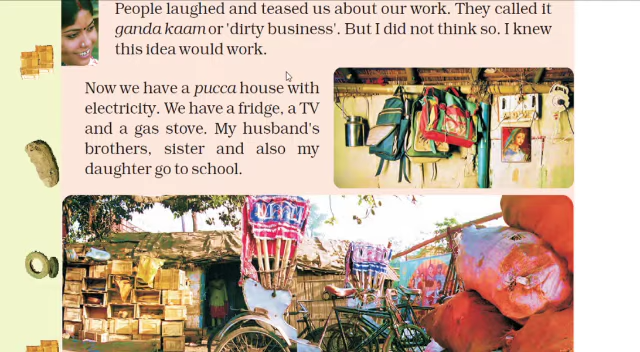 People laughed and teased us about our work. They called it
ganda kaam or 'dirty business'. But I did not think so. I knew
this idea would work.
Now we have a pucca house with
electricity. We have a fridge, a TV
and a gas stove. My husband's
brothers, sister and also my
daughter go to school.